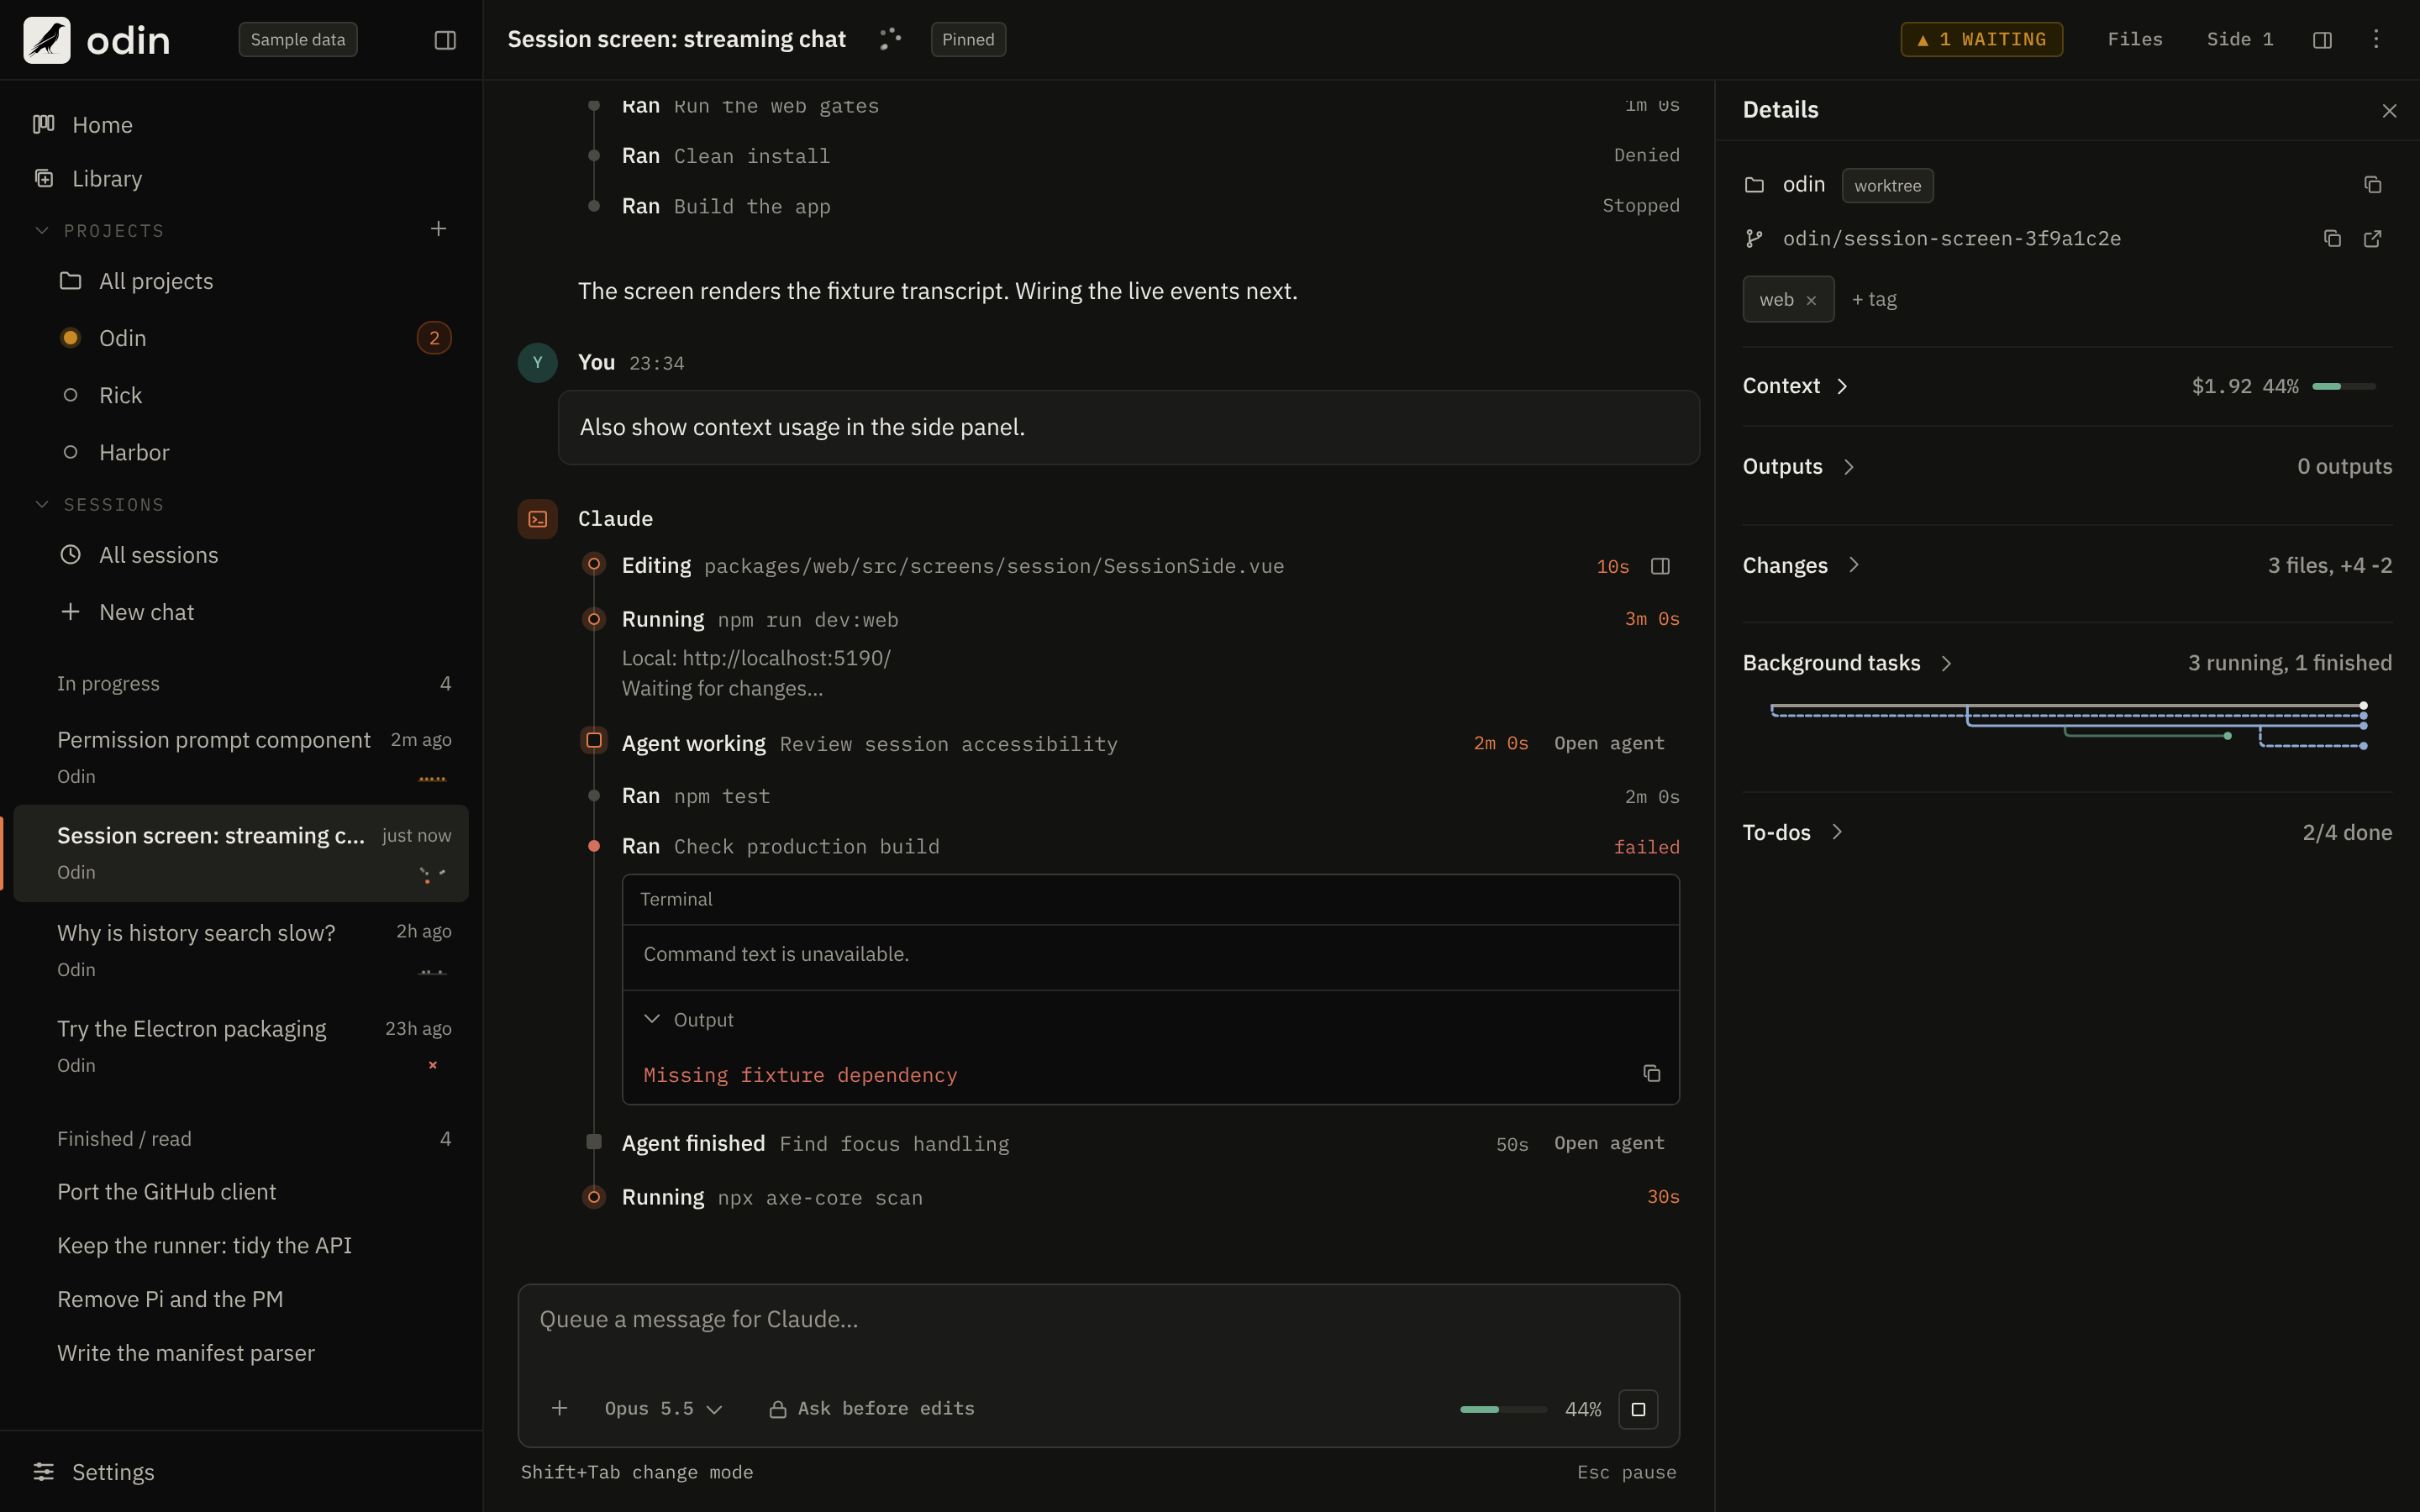 odin
Sample data
Session screen: streaming chat
Pinned
▲ 1 WAITING
Files
Side 1
Home
Library
PROJECTS
All projects
Odin
2
Rick
Harbor
SESSIONS
All sessions
New chat
In progress
4
Permission prompt component
2m ago
Odin
Session screen: streaming c...
just now
Odin
Why is history search slow?
2h ago
Odin
Try the Electron packaging
23h ago
Odin
Finished / read
4
Port the GitHub client
Keep the runner: tidy the API
Remove Pi and the PM
Write the manifest parser
Settings
Ran Run the web gates
1m 0s
Ran Clean install
Denied
Ran Build the app
Stopped
The screen renders the fixture transcript. Wiring the live events next.
Y
You 23:34
Also show context usage in the side panel.
Claude
Editing packages/web/src/screens/session/SessionSide.vue
10s
Running npm run dev:web
3m 0s
Local: http://localhost:5190/
Waiting for changes...
Agent working Review session accessibility
2m 0s
Open agent
Ran npm test
2m 0s
Ran Check production build
failed
Terminal
Command text is unavailable.
Output
Missing fixture dependency
Agent finished Find focus handling
50s
Open agent
Running npx axe-core scan
30s
Queue a message for Claude...
Opus 5.5
Ask before edits
44%
Shift+Tab change mode
Esc pause
Details
odin
worktree
odin/session-screen-3f9a1c2e
web ×
+ tag
Context
$1.92 44%
Outputs
0 outputs
Changes
3 files, +4 -2
Background tasks
3 running, 1 finished
To-dos
2/4 done